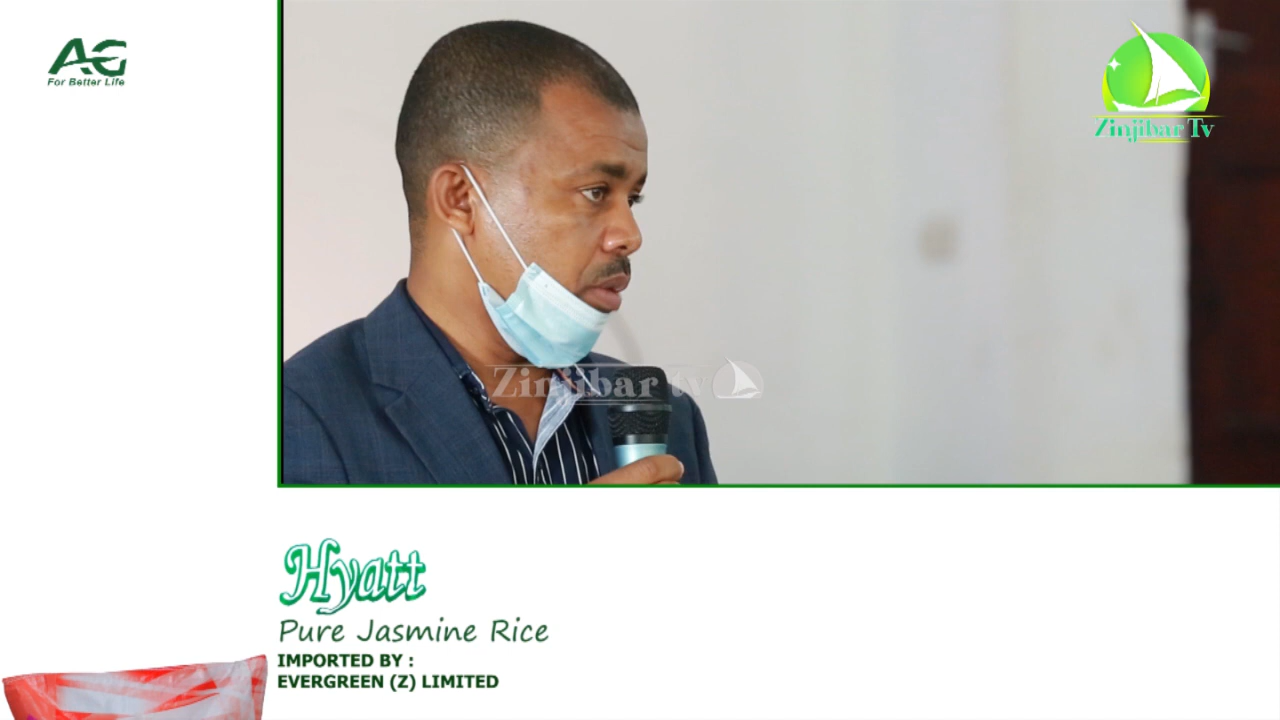 AG
For Better Life
Zinjibar Tv
Zinjibar tv
Hyatt
Pure Jasmine Rice
IMPORTED BY :
EVERGREEN (Z) LIMITED